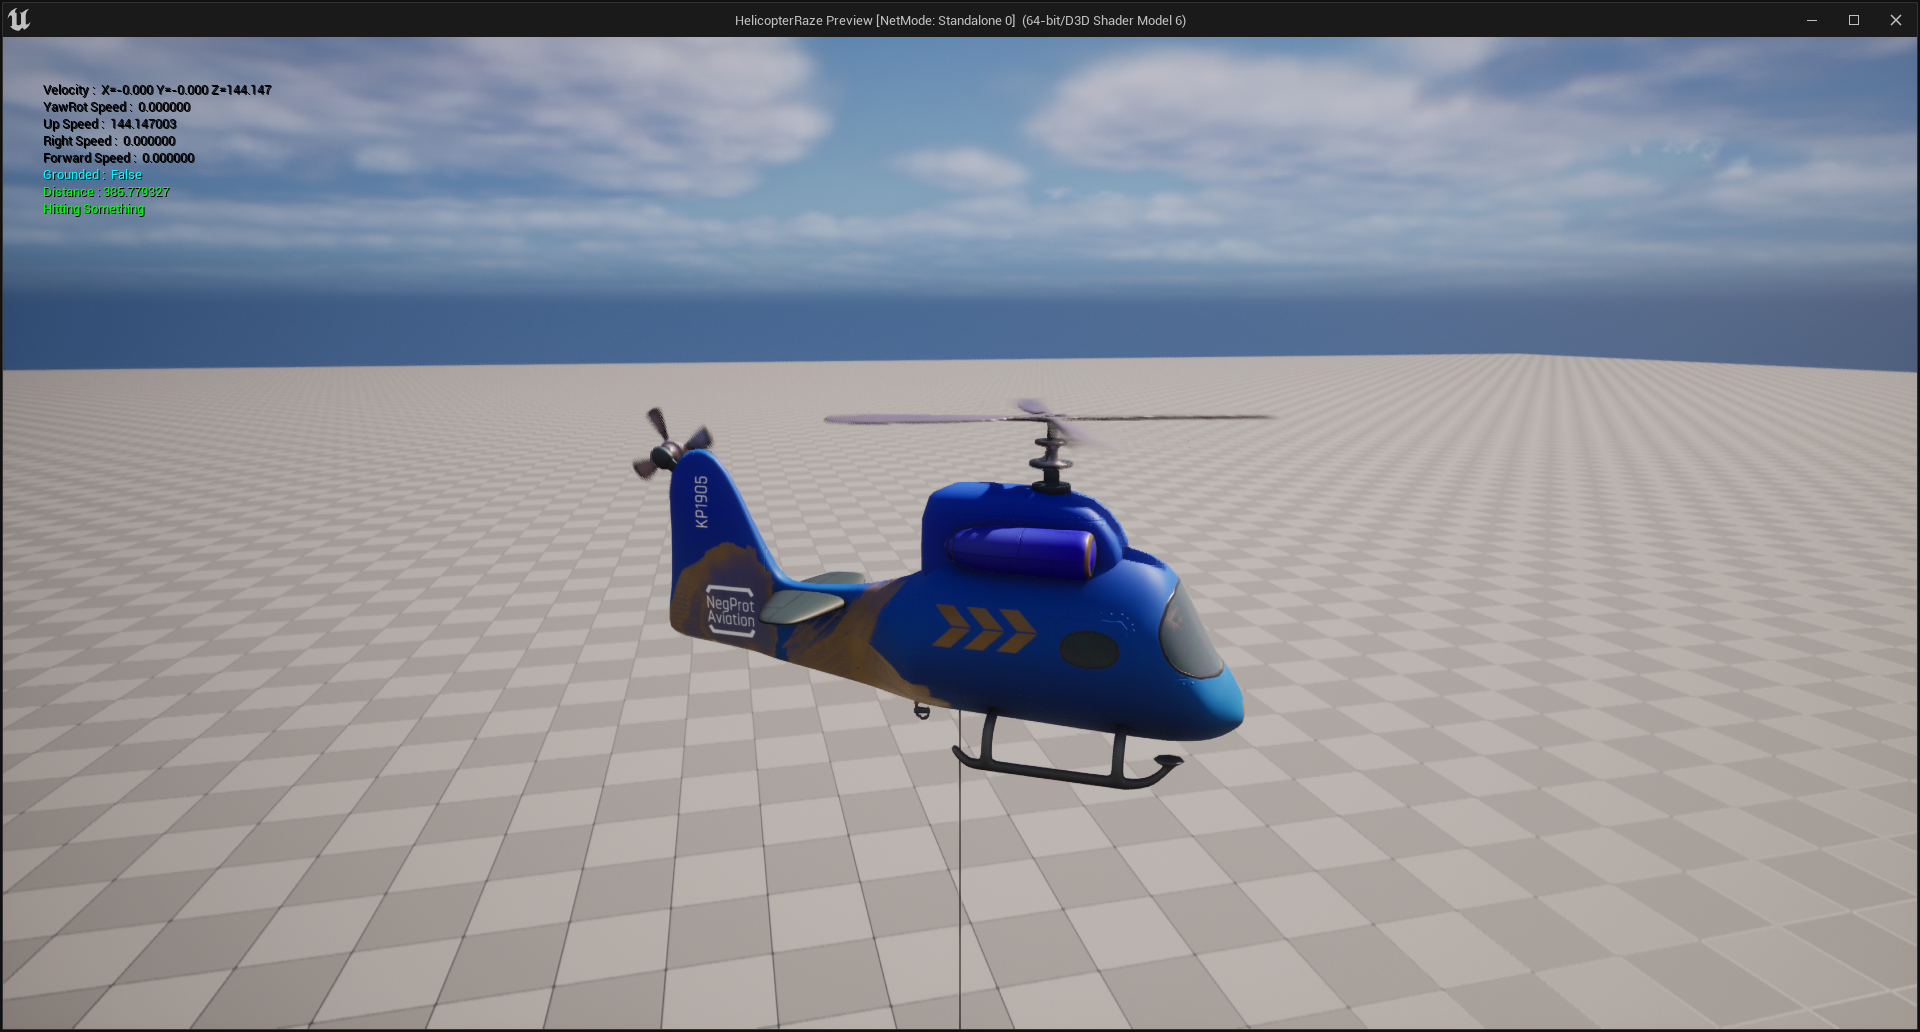 HelicopterRaze Preview [NetMode: Standalone 0] (64-bit/D3D Shader Model 6)
Velocity : X=-0.000 Y=-0.000 Z=144.147
YawRot Speed : 0.000000
Up Speed : 144.147003
Right Speed : 0.000000
Forward Speed : 0.000000
Grounded : False
Distance : 385.779327
Hitting Something
KP1905
NegProt
Aviation